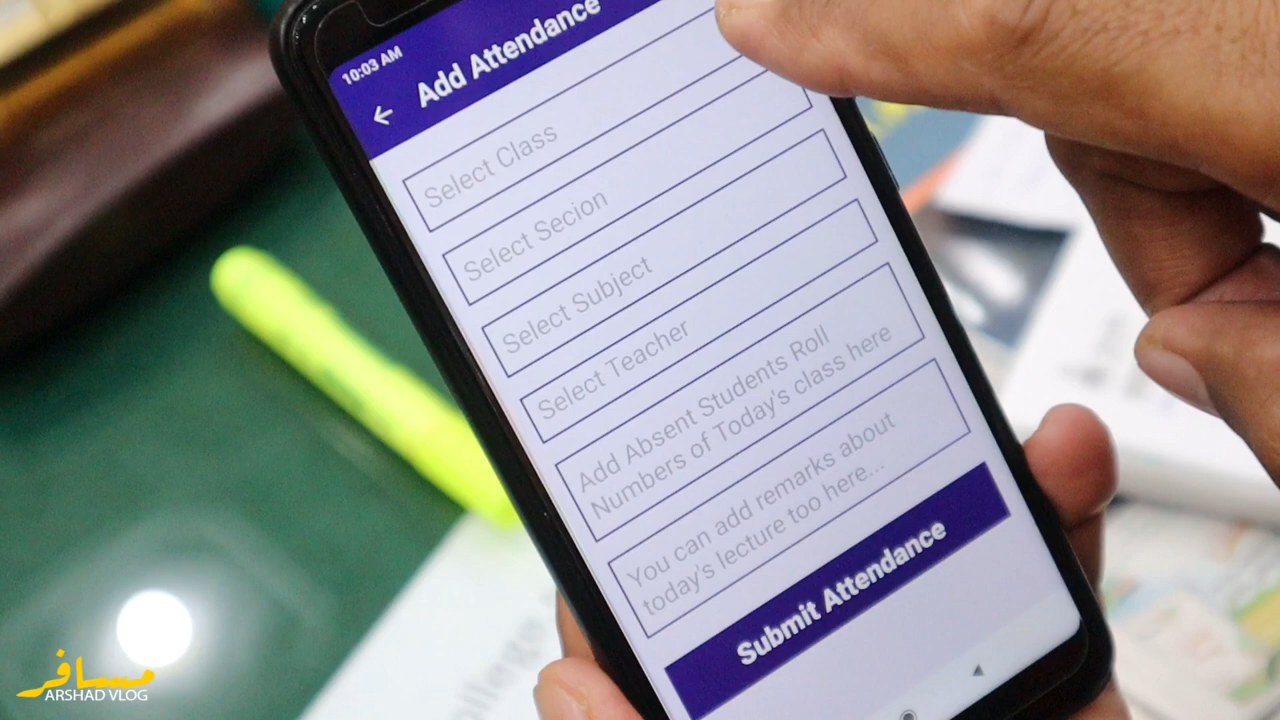 10:03 AM
Add Attendance
Select Class
Select Secion
Select Subject
Select Teacher
Add Absent Students Roll
Numbers of Today's class here
You can add remarks about
today's lecture too here...
Submit Attendance
مسافر
ARSHAD VLOG